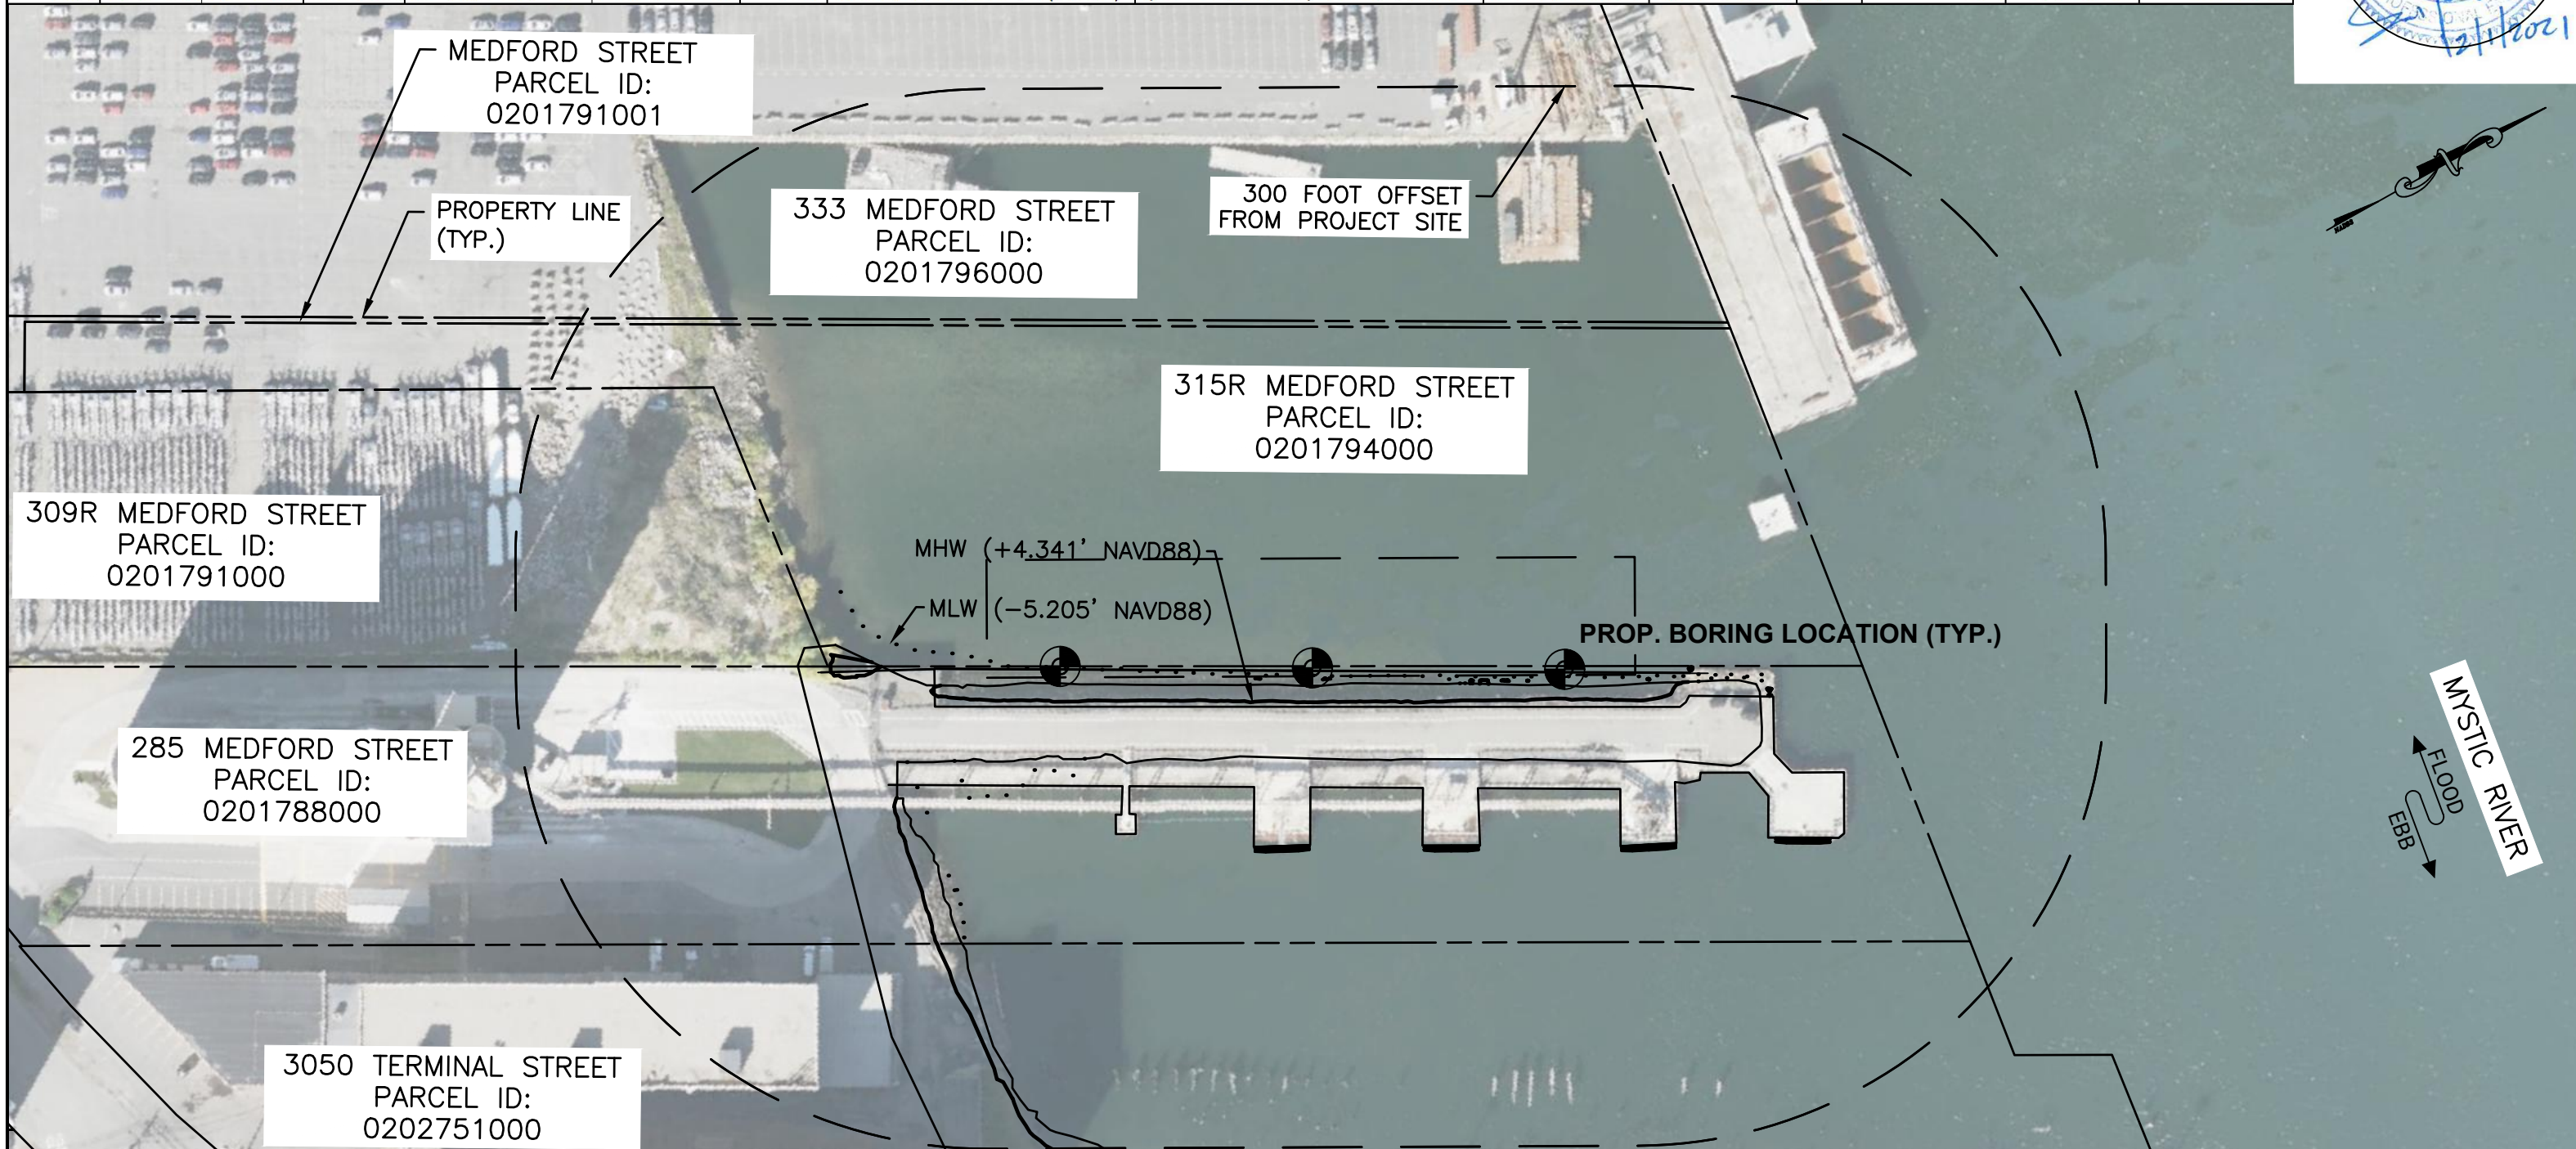 12/1/2021
MEDFORD STREET
PARCEL ID:
0201791001
PROPERTY LINE
(TYP.)
333 MEDFORD STREET
PARCEL ID:
0201796000
300 FOOT OFFSET
FROM PROJECT SITE
315R MEDFORD STREET
PARCEL ID:
0201794000
309R MEDFORD STREET
PARCEL ID:
0201791000
MHW (+4.341' NAVD88)
MLW (-5.205' NAVD88)
PROP. BORING LOCATION (TYP.)
285 MEDFORD STREET
PARCEL ID:
0201788000
MYSTIC RIVER
FLOOD
EBB
3050 TERMINAL STREET
PARCEL ID:
0202751000